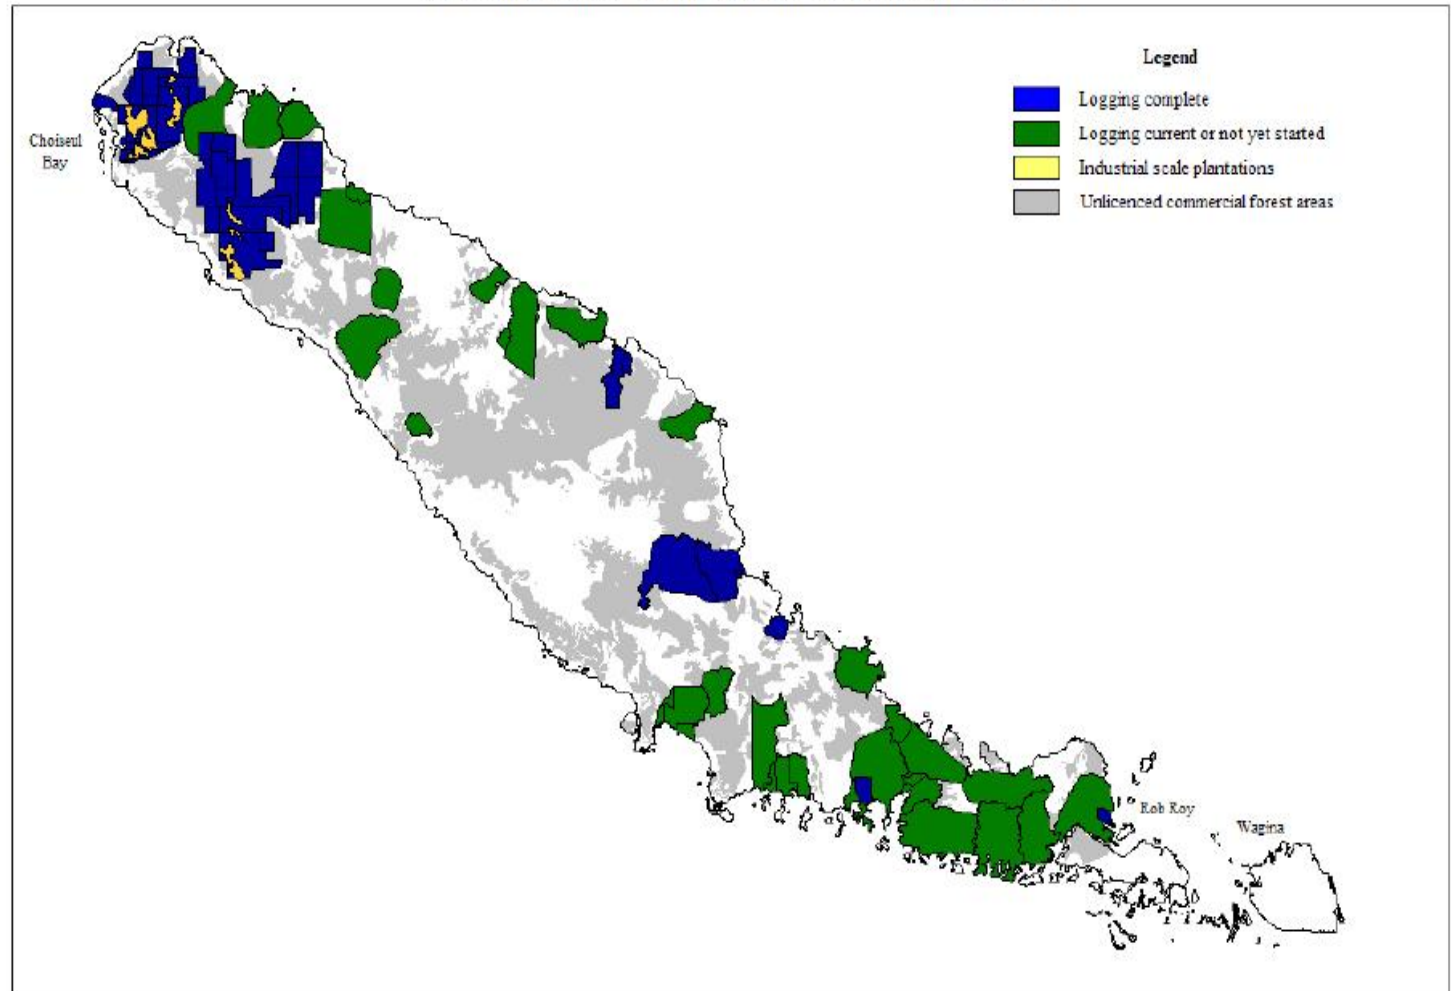 Legend
Logging complete
Logging current or not yet started
Industrial scale plantations
Unlicenced commercial forest areas
Choiseul
Bay
Rob Roy
Wagina